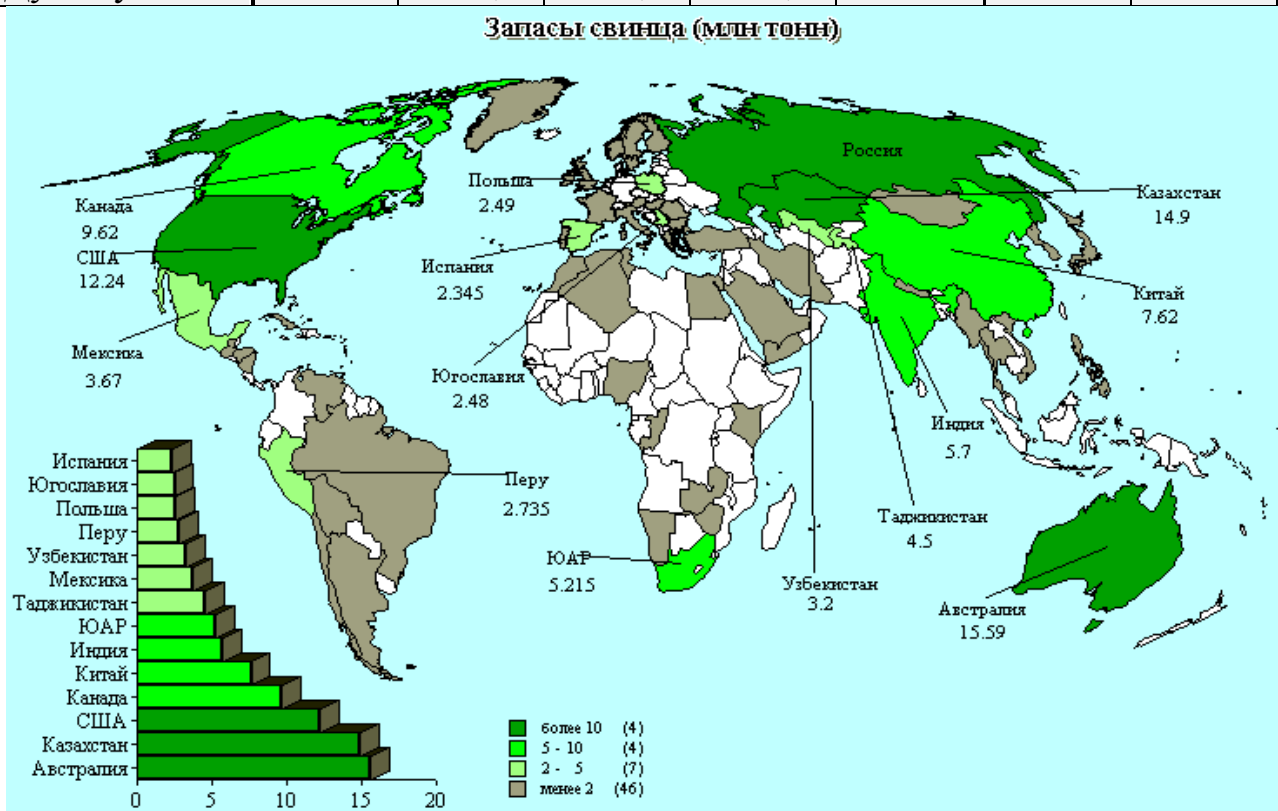 Запасы свинца (млн тонн)
Россия
Польша
2.49
Казахстан
14.9
Канада
9.62
США
12.24
Испания
2.345
Китай
7.62
Мексика
3.67
Югославия
2.48
Индия
5.7
Перу
2.735
Таджикистан
4.5
ЮАР
5.215
Узбекистан
3.2
Австралия
15.59
Испания
Югославия
Польша
Перу
Узбекистан
Мексика
Таджикистан
ЮАР
Индия
Китай
Канада
США
Казахстан
Австралия
0 5 10 15 20
более 10 (4)
5 - 10 (4)
2 - 5 (7)
менее 2 (46)